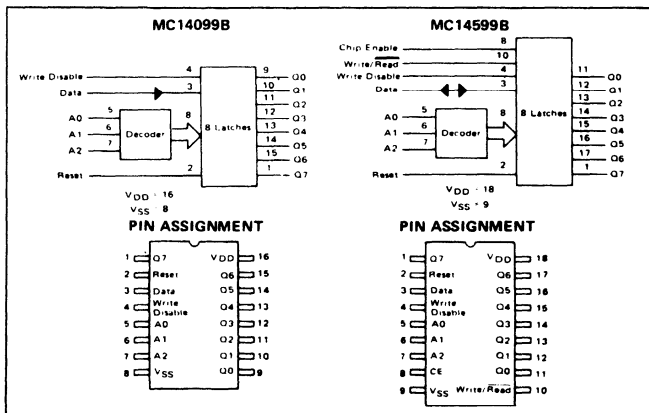 MC14099B
Write Disable 4
Data 3
A0 5
A1 6
A2 7
Decoder
8
8 Latches
Reset 2
9 Q0
10 Q1
11 Q2
12 Q3
13 Q4
14 Q5
15 Q6
1 Q7
VDD = 16
VSS = 8
MC14599B
Chip Enable 8
Write/Read 10
Write Disable 4
Data 3
A0 5
A1 6
A2 7
Decoder
8
8 Latches
Reset 2
11 Q0
12 Q1
13 Q2
14 Q3
15 Q4
16 Q5
17 Q6
1 Q7
VDD = 18
VSS = 9
PIN ASSIGNMENT
1 Q7 VDD 16
2 Reset Q6 15
3 Data Q5 14
4 Write Disable Q4 13
5 A0 Q3 12
6 A1 Q2 11
7 A2 Q1 10
8 VSS Q0 9
PIN ASSIGNMENT
1 Q7 VDD 18
2 Reset Q6 17
3 Data Q5 16
4 Write Disable Q4 15
5 A0 Q3 14
6 A1 Q2 13
7 A2 Q1 12
8 CE Q0 11
9 VSS Write/Read 10